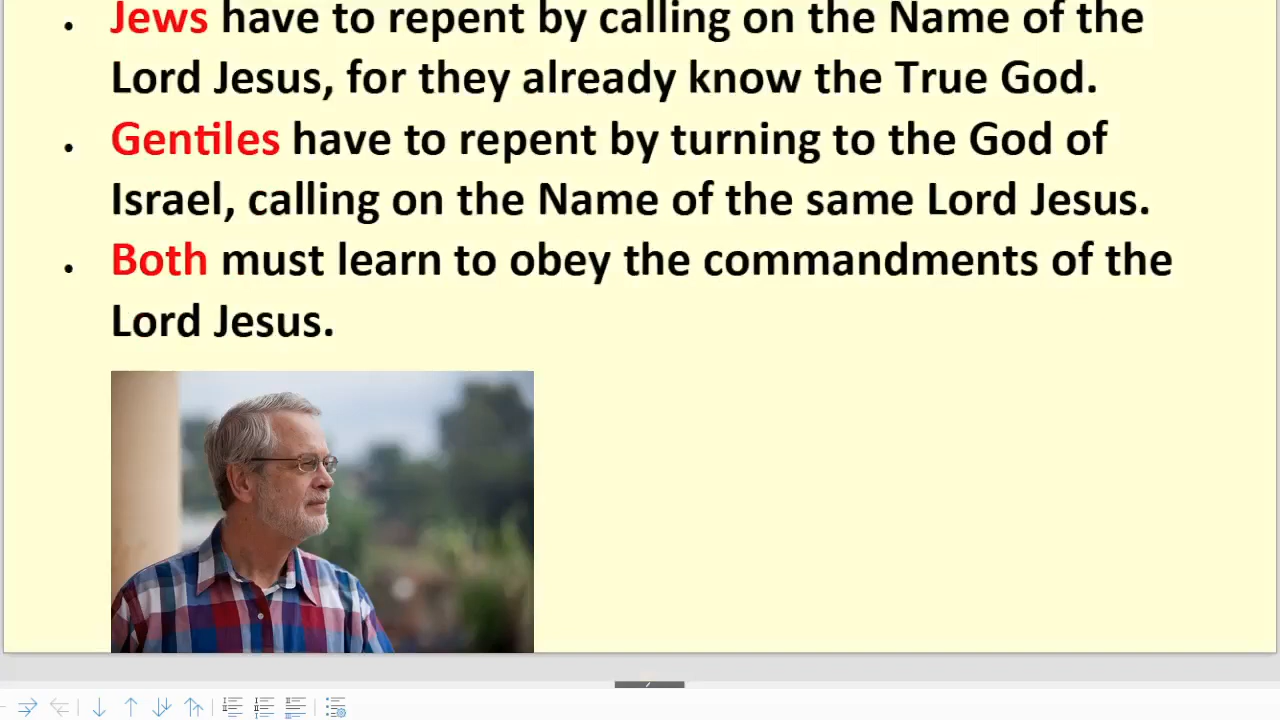 • Jews have to repent by calling on the Name of the
Lord Jesus, for they already know the True God.
• Gentiles have to repent by turning to the God of
Israel, calling on the Name of the same Lord Jesus.
• Both must learn to obey the commandments of the
Lord Jesus.